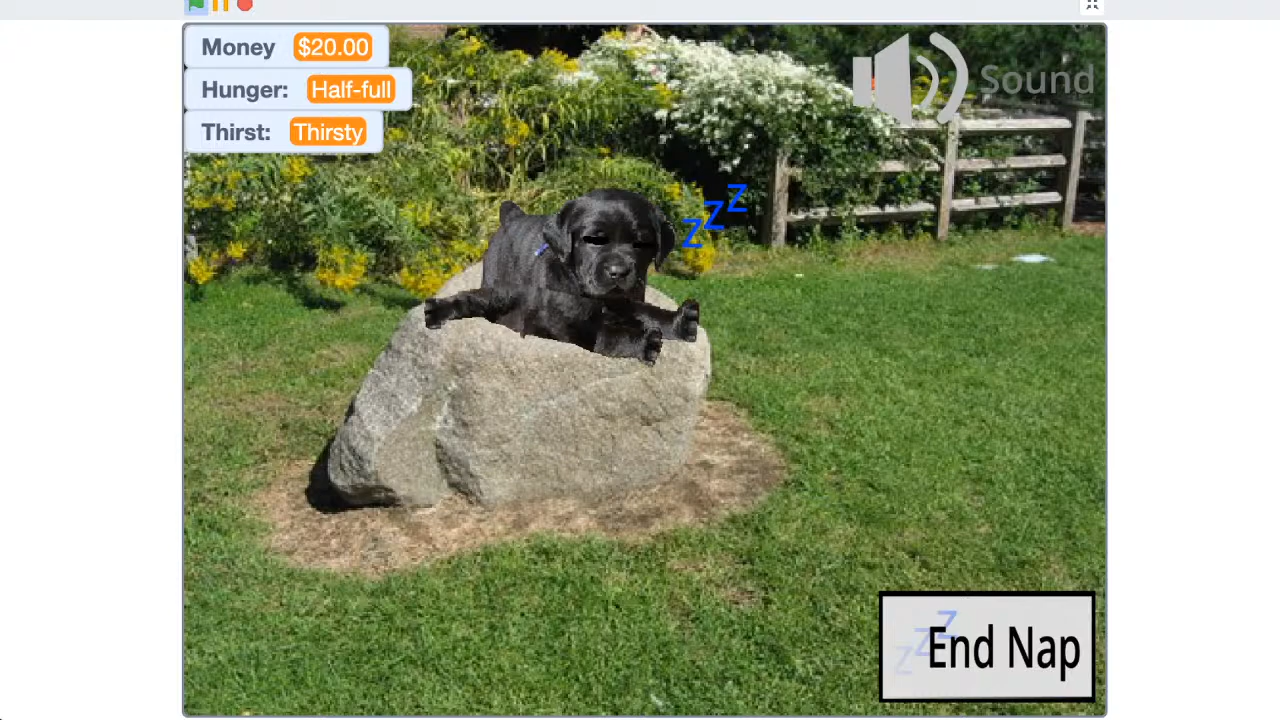 Money $20.00
Hunger: Half-full
Thirst: Thirsty
Sound
z z z
z z z End Nap